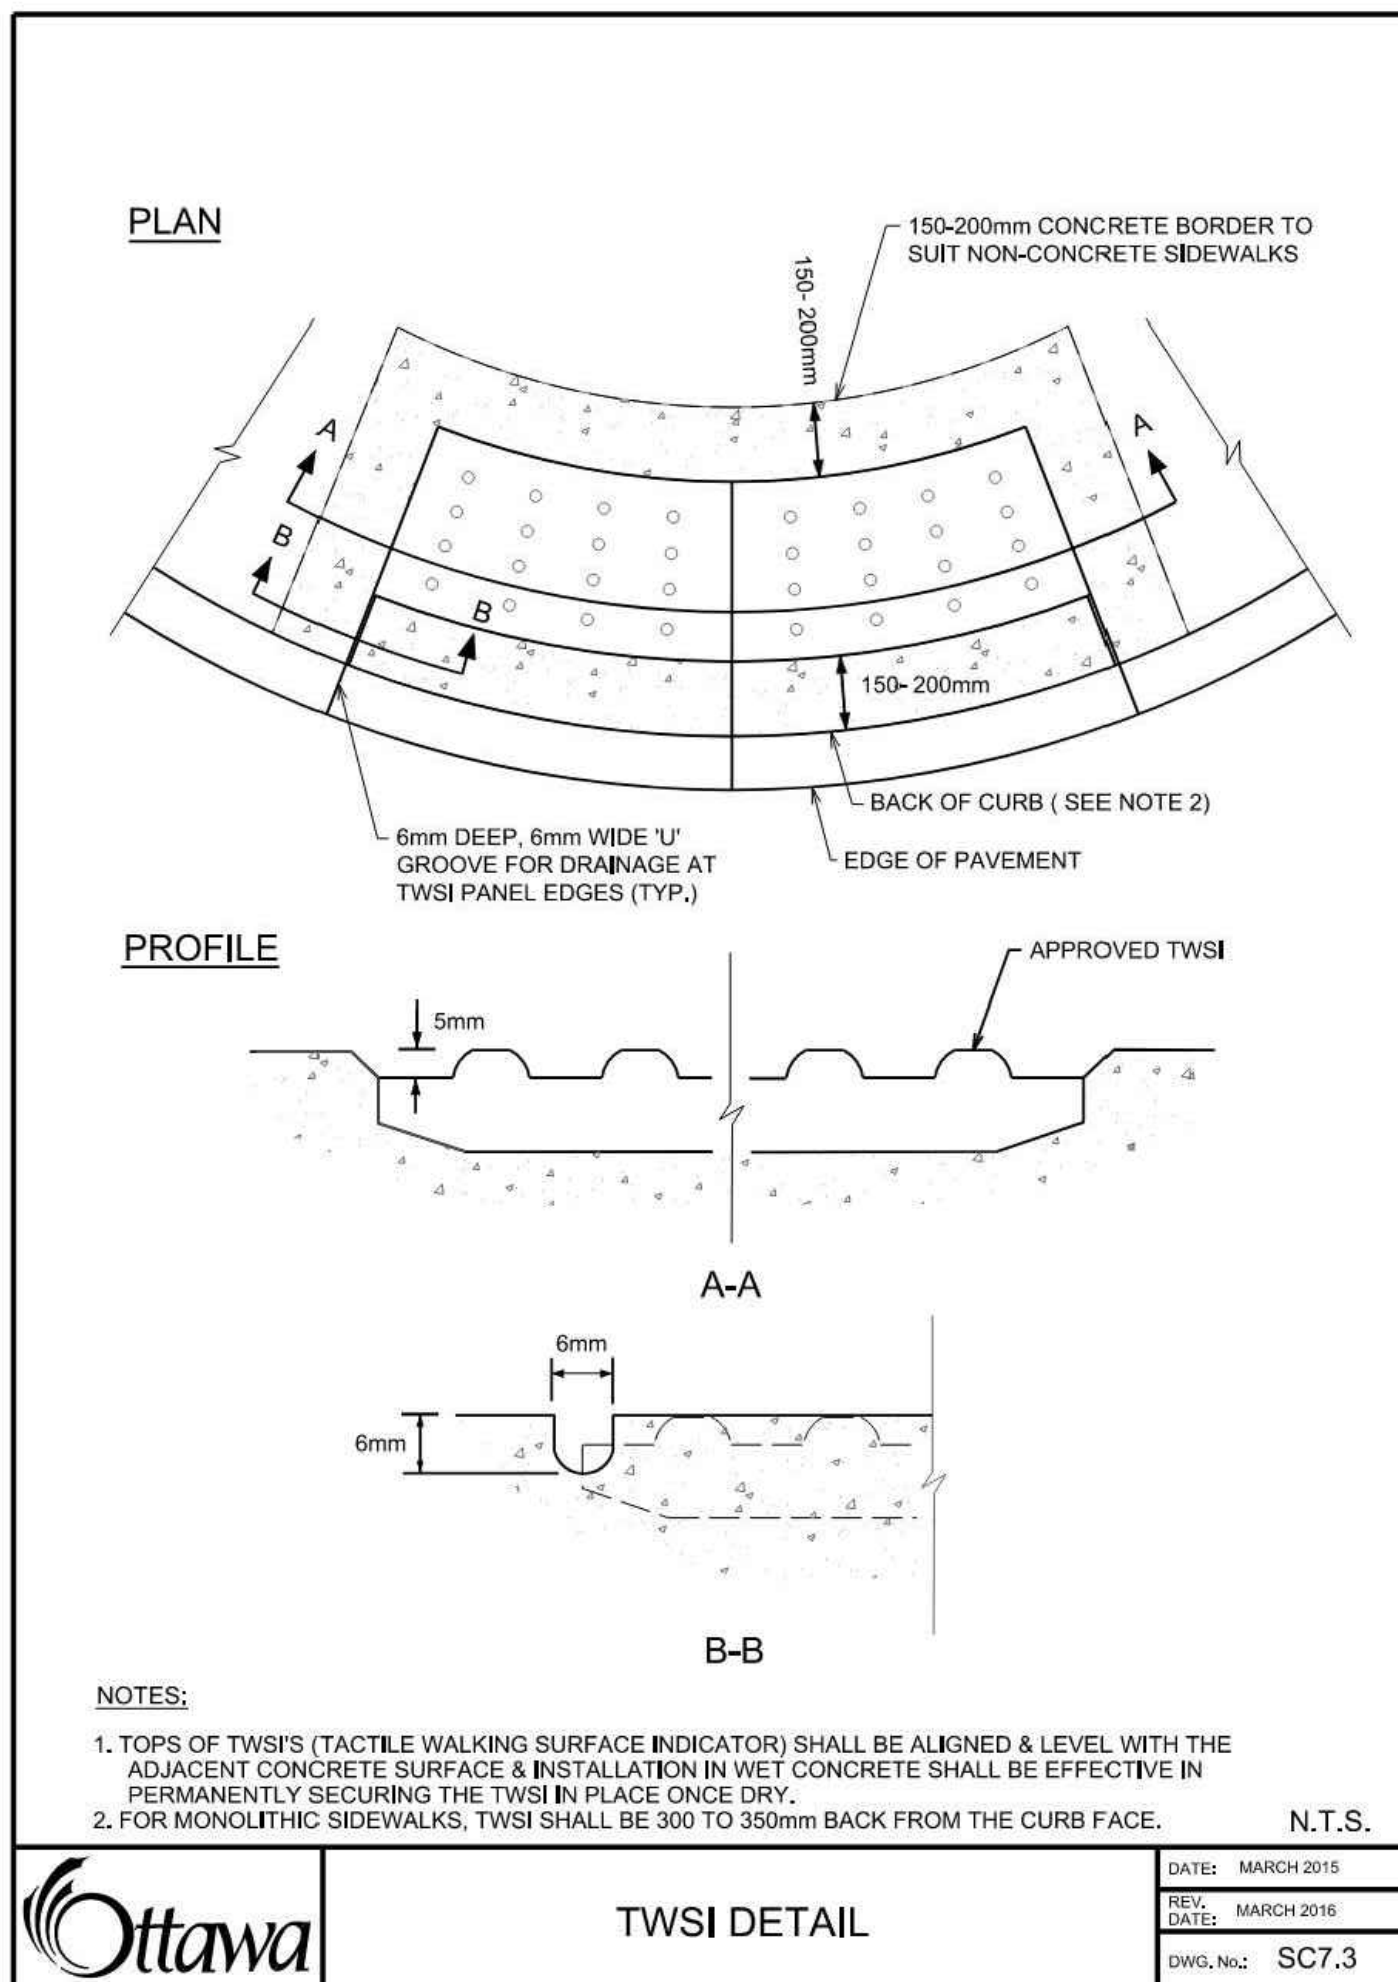 PLAN
150-200mm CONCRETE BORDER TO
SUIT NON-CONCRETE SIDEWALKS
150- 200mm
A
A
B
B
150- 200mm
BACK OF CURB ( SEE NOTE 2)
6mm DEEP, 6mm WIDE 'U'
GROOVE FOR DRAINAGE AT
TWSI PANEL EDGES (TYP.)
EDGE OF PAVEMENT
PROFILE
APPROVED TWSI
5mm
A-A
6mm
6mm
B-B
NOTES:
1. TOPS OF TWSI'S (TACTILE WALKING SURFACE INDICATOR) SHALL BE ALIGNED & LEVEL WITH THE
ADJACENT CONCRETE SURFACE & INSTALLATION IN WET CONCRETE SHALL BE EFFECTIVE IN
PERMANENTLY SECURING THE TWSI IN PLACE ONCE DRY.
2. FOR MONOLITHIC SIDEWALKS, TWSI SHALL BE 300 TO 350mm BACK FROM THE CURB FACE.
N.T.S.
Ottawa
TWSI DETAIL
DATE: MARCH 2015
REV.
DATE: MARCH 2016
DWG. No.: SC7.3